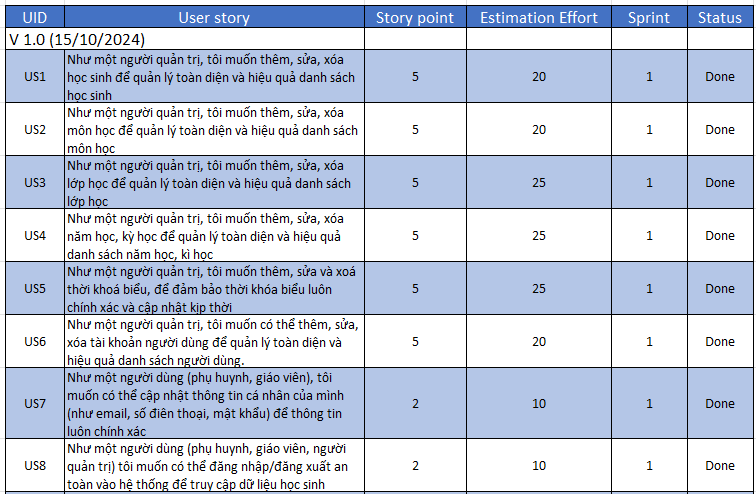 UID User story Story point Estimation Effort Sprint Status
V 1.0 (15/10/2024)
Như một người quản trị, tôi muốn thêm, sửa, xóa
US1 học sinh để quản lý toàn diện và hiệu quả danh sách 5 20 1 Done
học sinh
Như một người quản trị, tôi muốn thêm, sửa, xóa
US2 môn học để quản lý toàn diện và hiệu quả danh sách 5 20 1 Done
môn học
Như một người quản trị, tôi muốn thêm, sửa, xóa
US3 lớp học để quản lý toàn diện và hiệu quả danh sách 5 25 1 Done
lớp học
Như một người quản trị, tôi muốn thêm, sửa, xóa
US4 năm học, kỳ học để quản lý toàn diện và hiệu quả 5 25 1 Done
danh sách năm học, kì học
Như một người quản trị, tôi muốn thêm, sửa và xoá
US5 thời khoá biểu, để đảm bảo thời khóa biểu luôn 5 25 1 Done
chính xác và cập nhật kịp thời
Như một người quản trị, tôi muốn có thể thêm, sửa,
US6 xóa tài khoản người dùng để quản lý toàn diện và 5 20 1 Done
hiệu quả danh sách người dùng.
Như một người dùng (phụ huynh, giáo viên), tôi
muốn có thể cập nhật thông tin cá nhân của mình
US7 (như email, số điện thoại, mật khẩu) để thông tin 2 10 1 Done
luôn chính xác
Như một người dùng (phụ huynh, giáo viên, người
US8 quản trị) tôi muốn có thể đăng nhập/đăng xuất an 2 10 1 Done
toàn vào hệ thống để truy cập dữ liệu học sinh